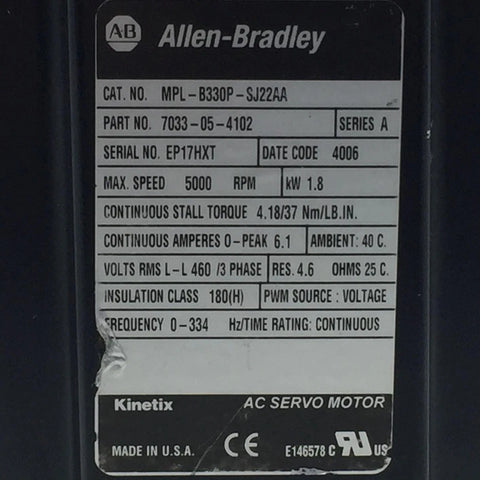 AB Allen-Bradley
CAT. NO. MPL-B330P-SJ22AA
PART NO. 7033-05-4102 SERIES A
SERIAL NO. EP17HXT DATE CODE 4006
MAX. SPEED 5000 RPM kW 1.8
CONTINUOUS STALL TORQUE 4.18/37 Nm/LB.IN.
CONTINUOUS AMPERES 0-PEAK 6.1 AMBIENT: 40 C.
VOLTS RMS L-L 460 /3 PHASE RES. 4.6 OHMS 25 C.
INSULATION CLASS 180(H) PWM SOURCE : VOLTAGE
FREQUENCY 0-334 Hz/TIME RATING: CONTINUOUS
Kinetix AC SERVO MOTOR
MADE IN U.S.A. CE E146578 C RU US